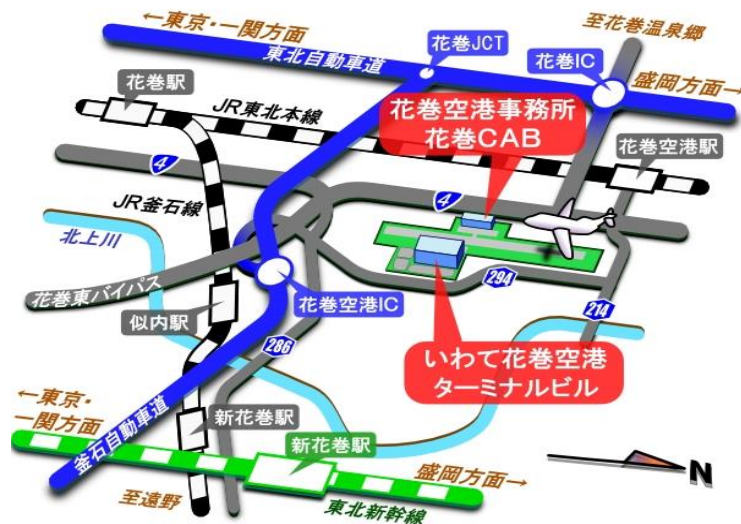 ←東京・一関方面
東北自動車道
花巻JCT
至花巻温泉郷
花巻IC
盛岡方面→
花巻駅
JR東北本線
花巻空港事務所
花巻CAB
花巻空港駅
4
4
JR釜石線
北上川
花巻東バイパス
花巻空港IC
294
似内駅
286
214
いわて花巻空港
ターミナルビル
←東京・
一関方面
釜石自動車道
新花巻駅
新花巻駅
盛岡方面→
至遠野
東北新幹線
N